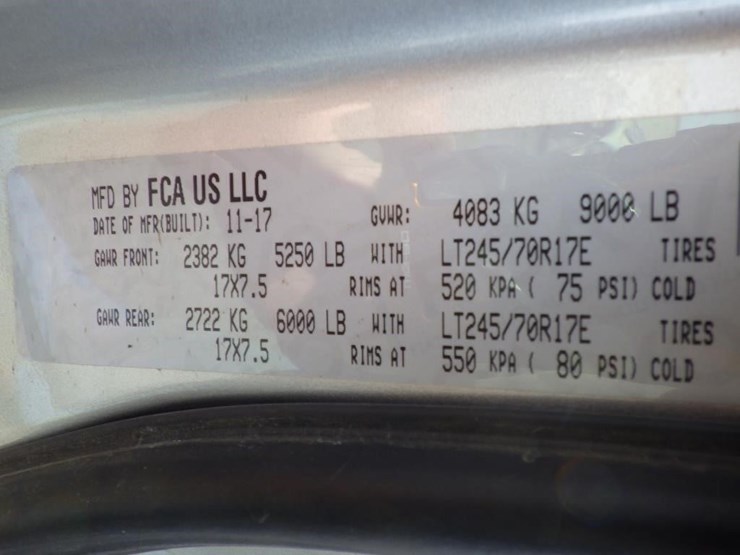 MFD BY FCA US LLC
DATE OF MFR(BUILT): 11-17 GVWR: 4083 KG 9000 LB
GAWR FRONT: 2382 KG 5250 LB WITH LT245/70R17E TIRES
17X7.5 RIMS AT 520 KPA ( 75 PSI) COLD
GAWR REAR: 2722 KG 6000 LB WITH LT245/70R17E TIRES
17X7.5 RIMS AT 550 KPA ( 80 PSI) COLD